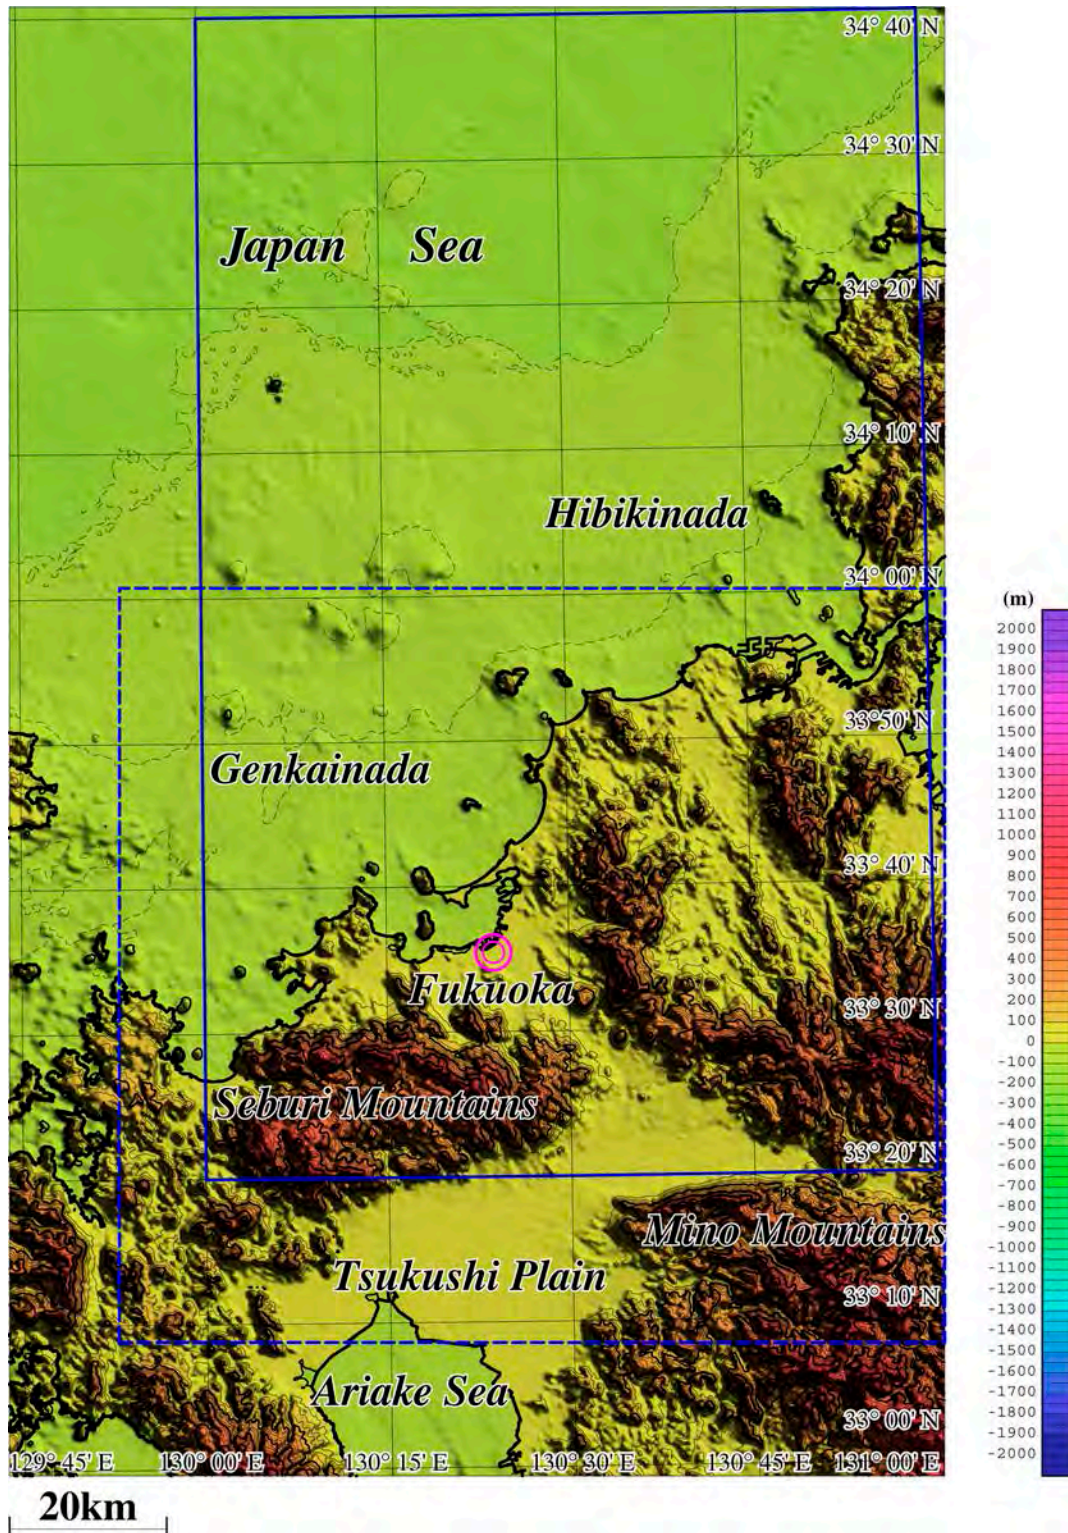 34° 40' N
34° 30' N
Japan Sea
34° 20' N
34° 10' N
Hibikinada
34° 00' N
(m)
2000
1900
1800
1700
1600
1500
1400
1300
1200
1100
1000
900
800
700
600
500
400
300
200
100
0
-100
-200
-300
-400
-500
-600
-700
-800
-900
-1000
-1100
-1200
-1300
-1400
-1500
-1600
-1700
-1800
-1900
-2000
33° 50' N
Genkainada
33° 40' N
Fukuoka
33° 30' N
Seburi Mountains
33° 20' N
Mino Mountains
Tsukushi Plain
33° 10' N
Ariake Sea
33° 00' N
129° 45' E 130° 00' E 130° 15' E 130° 30' E 130° 45' E 131° 00' E
20km